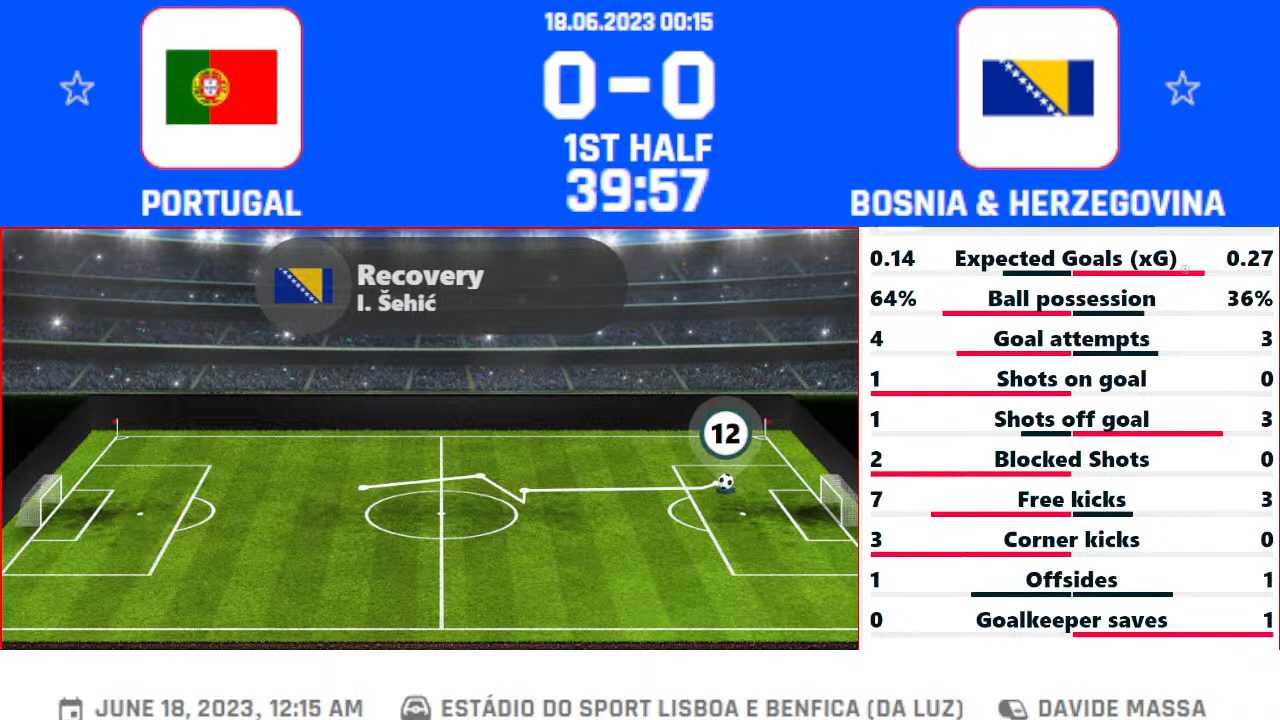 18.06.2023 00:15
0-0
1ST HALF
39:57
PORTUGAL
BOSNIA & HERZEGOVINA
Recovery
I. Šehić
12
0.14 Expected Goals (xG) 0.27
64% Ball possession 36%
4 Goal attempts 3
1 Shots on goal 0
1 Shots off goal 3
2 Blocked Shots 0
7 Free kicks 3
3 Corner kicks 0
1 Offsides 1
0 Goalkeeper saves 1
JUNE 18, 2023, 12:15 AM ESTÁDIO DO SPORT LISBOA E BENFICA (DA LUZ) DAVIDE MASSA